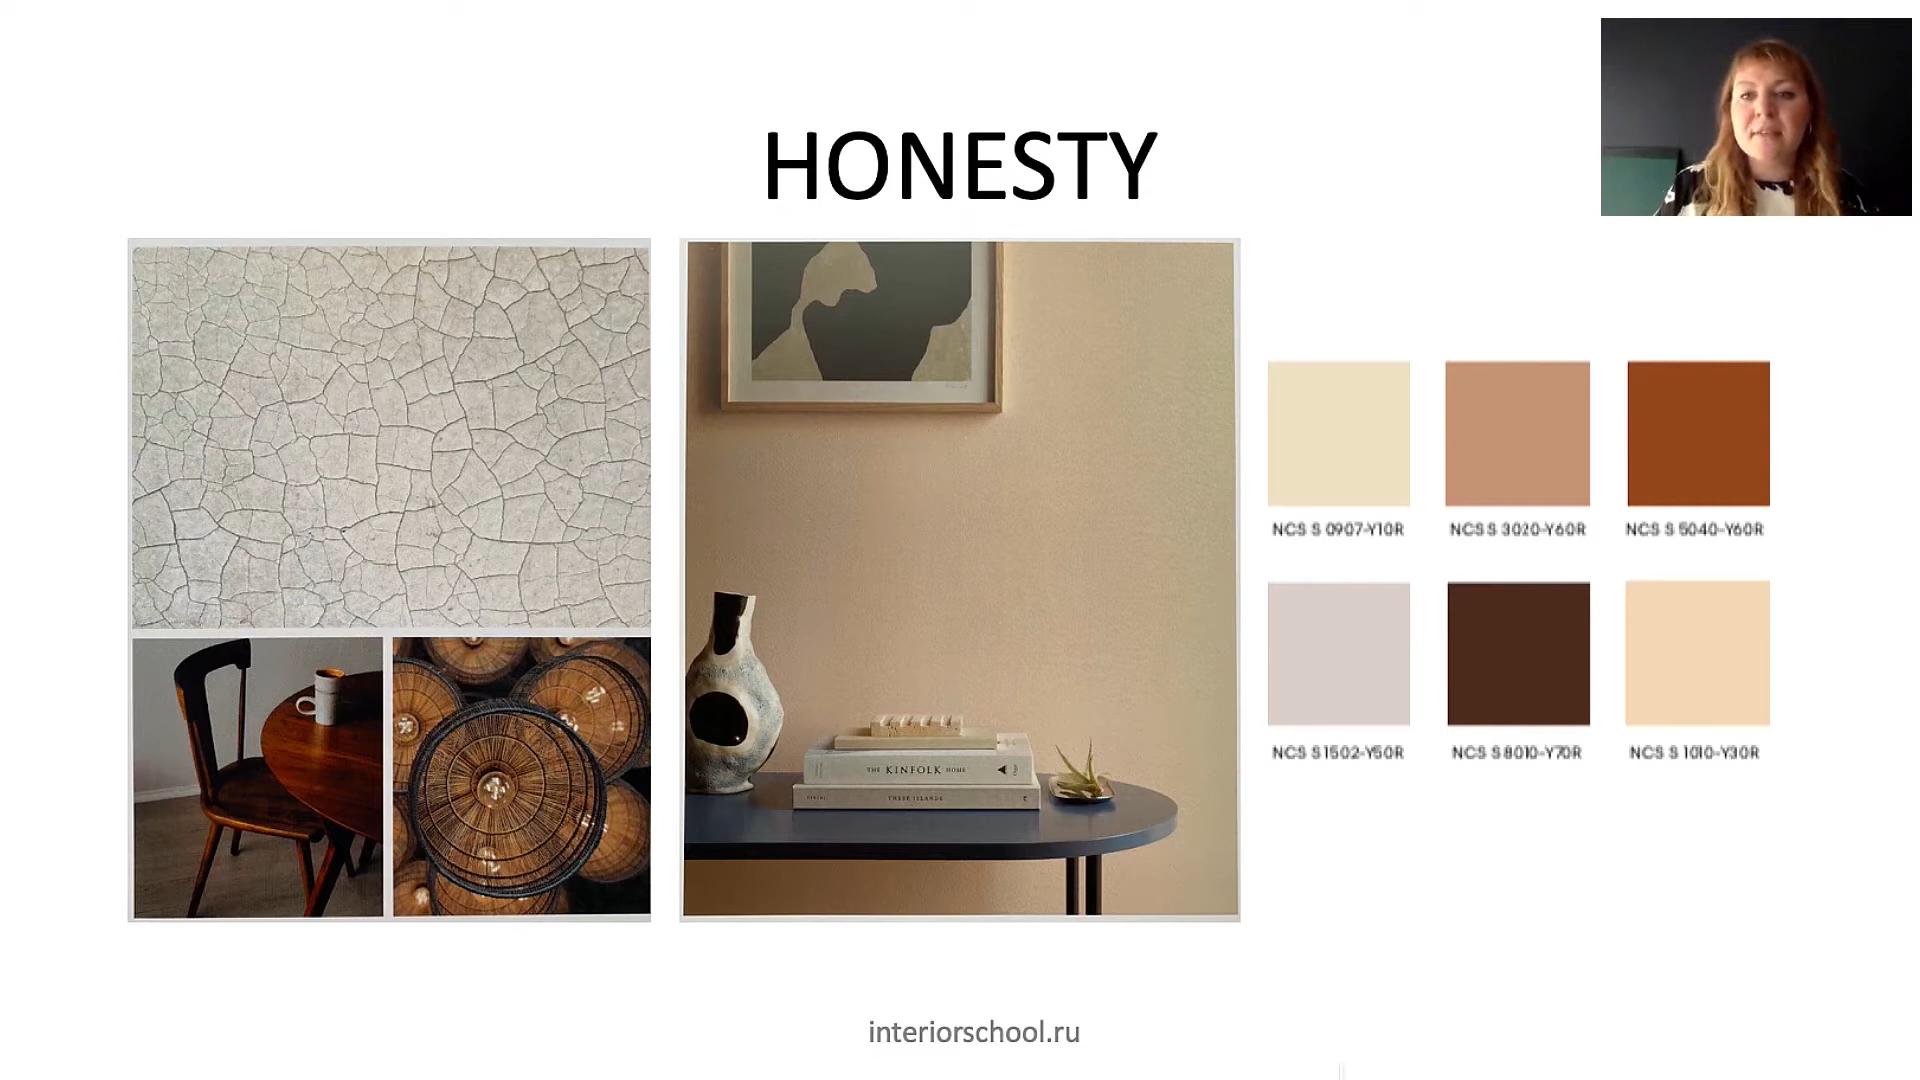 HONESTY
THE KINFOLK HOME
THESE ISLANDS
NCS S 0907-Y10R
NCS S 3020-Y60R
NCS S 5040-Y60R
NCS S 1502-Y50R
NCS S 8010-Y70R
NCS S 1010-Y30R
interiorschool.ru